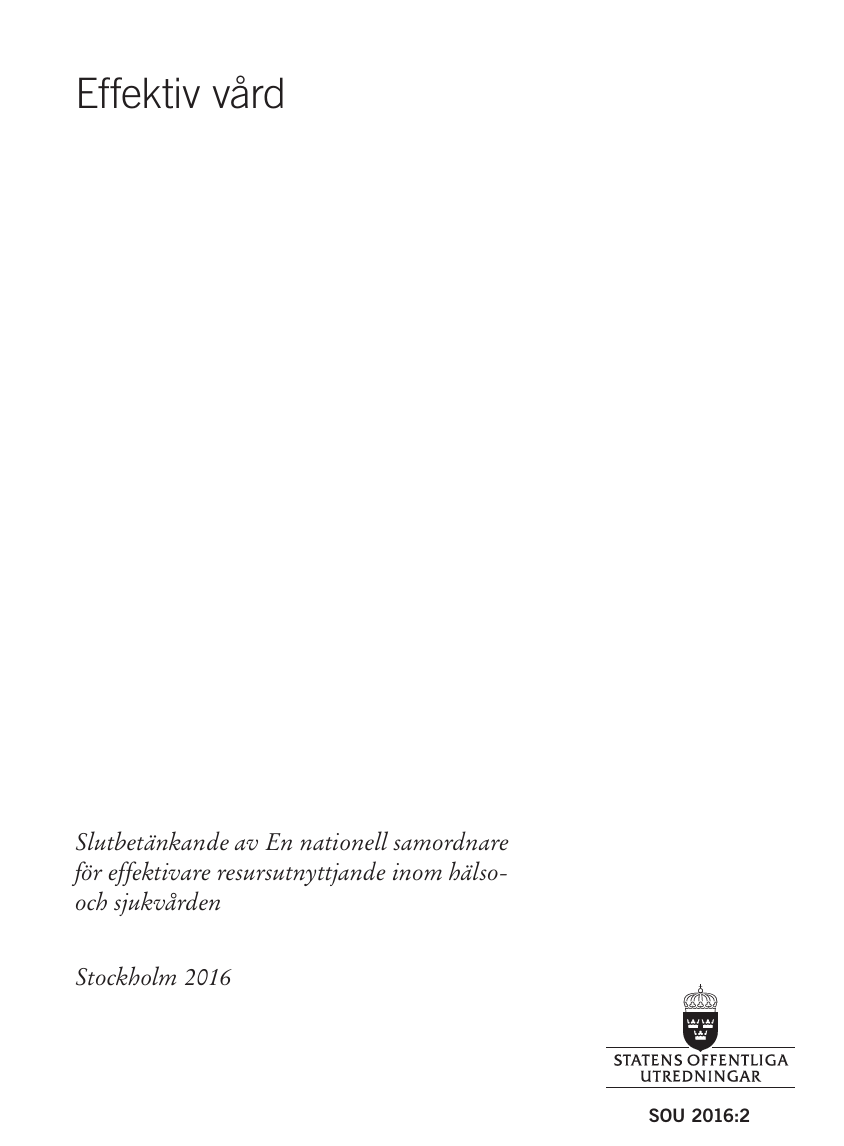 Effektiv vård
Slutbetänkande av En nationell samordnare
för effektivare resursutnyttjande inom hälso-
och sjukvården
Stockholm 2016
STATENS OFFENTLIGA
UTREDNINGAR
SOU 2016:2